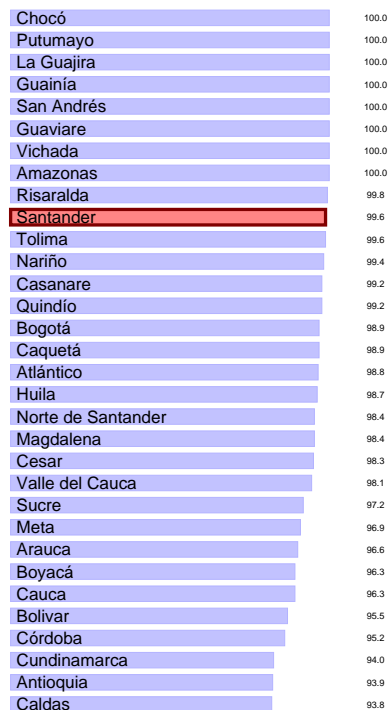 Chocó 100.0
Putumayo 100.0
La Guajira 100.0
Guainía 100.0
San Andrés 100.0
Guaviare 100.0
Vichada 100.0
Amazonas 100.0
Risaralda 99.8
Santander 99.6
Tolima 99.6
Nariño 99.4
Casanare 99.2
Quindío 99.2
Bogotá 98.9
Caquetá 98.9
Atlántico 98.8
Huila 98.7
Norte de Santander 98.4
Magdalena 98.4
Cesar 98.3
Valle del Cauca 98.1
Sucre 97.2
Meta 96.9
Arauca 96.6
Boyacá 96.3
Cauca 96.3
Bolivar 95.5
Córdoba 95.2
Cundinamarca 94.0
Antioquia 93.9
Caldas 93.8